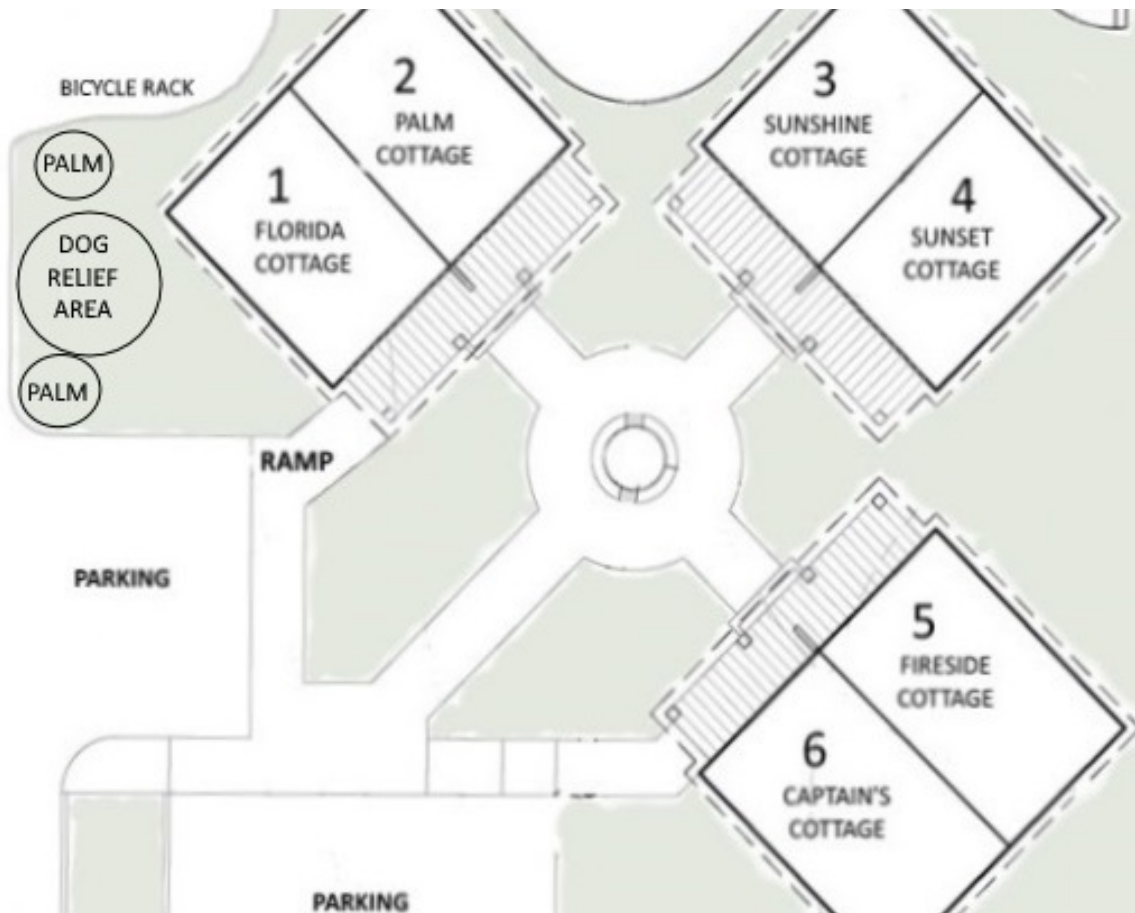 BICYCLE RACK
PALM
DOG
RELIEF
AREA
PALM
1
FLORIDA
COTTAGE
2
PALM
COTTAGE
3
SUNSHINE
COTTAGE
4
SUNSET
COTTAGE
RAMP
PARKING
5
FIRESIDE
COTTAGE
6
CAPTAIN'S
COTTAGE
PARKING